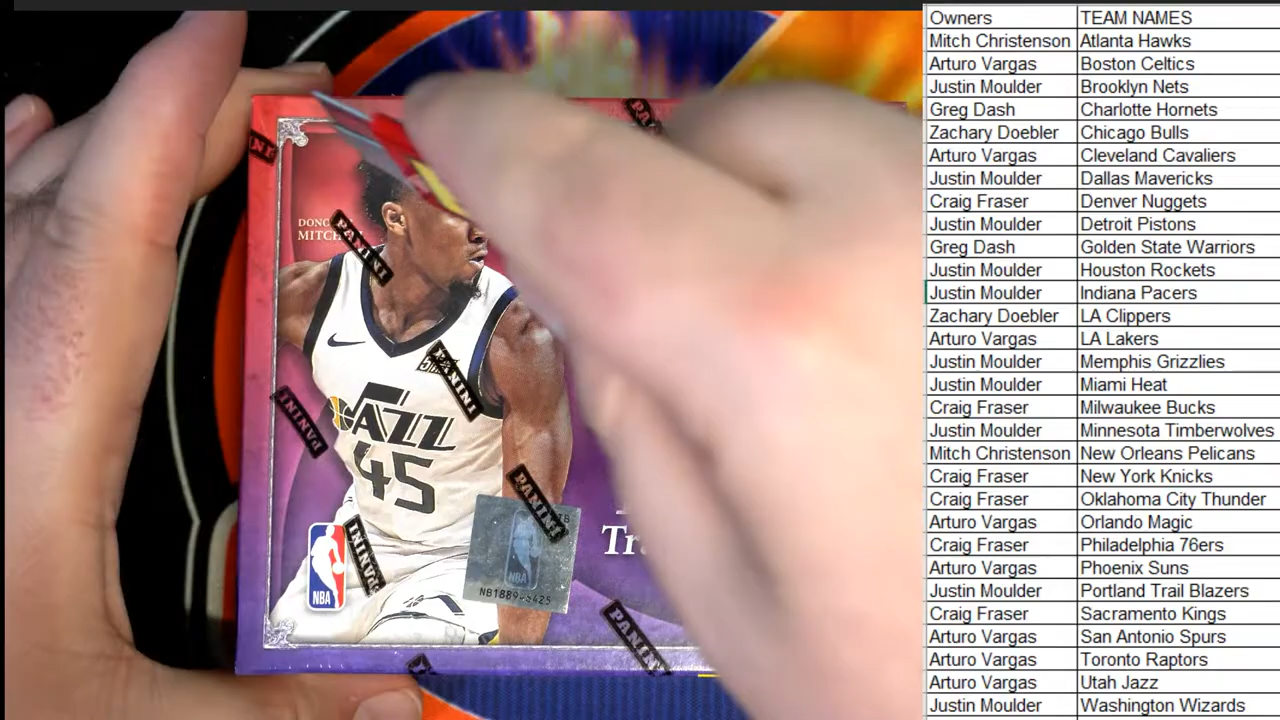 PANINI
PANINI
JAZZ
45
PANINI
PANINI
PANINI
PANINI
NBA
NBA
PANINI
Owners TEAM NAMES
Mitch Christenson Atlanta Hawks
Arturo Vargas Boston Celtics
Justin Moulder Brooklyn Nets
Greg Dash Charlotte Hornets
Zachary Doebler Chicago Bulls
Arturo Vargas Cleveland Cavaliers
Justin Moulder Dallas Mavericks
Craig Fraser Denver Nuggets
Justin Moulder Detroit Pistons
Greg Dash Golden State Warriors
Justin Moulder Houston Rockets
Justin Moulder Indiana Pacers
Zachary Doebler LA Clippers
Arturo Vargas LA Lakers
Justin Moulder Memphis Grizzlies
Justin Moulder Miami Heat
Craig Fraser Milwaukee Bucks
Justin Moulder Minnesota Timberwolves
Mitch Christenson New Orleans Pelicans
Craig Fraser New York Knicks
Craig Fraser Oklahoma City Thunder
Arturo Vargas Orlando Magic
Craig Fraser Philadelphia 76ers
Arturo Vargas Phoenix Suns
Justin Moulder Portland Trail Blazers
Craig Fraser Sacramento Kings
Arturo Vargas San Antonio Spurs
Arturo Vargas Toronto Raptors
Arturo Vargas Utah Jazz
Justin Moulder Washington Wizards